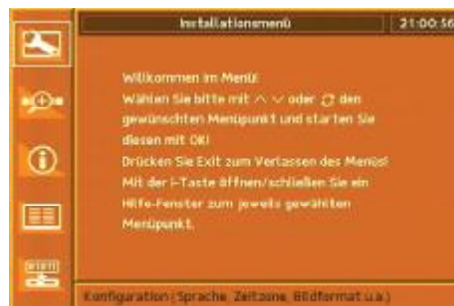 Installationsmenü 21:00:56
Willkommen im Menü!
Wählen Sie bitte mit ∧ ∨ oder ⟳ den
gewünschten Menüpunkt und starten Sie
diesen mit OK!
Drücken Sie Exit zum Verlassen des Menüs!
Mit der i-Taste öffnen/schließen Sie ein
Hilfe-Fenster zum jeweils gewählten
Menüpunkt.
Konfiguration (Sprache, Zeitzone, Bildformat u.a.)